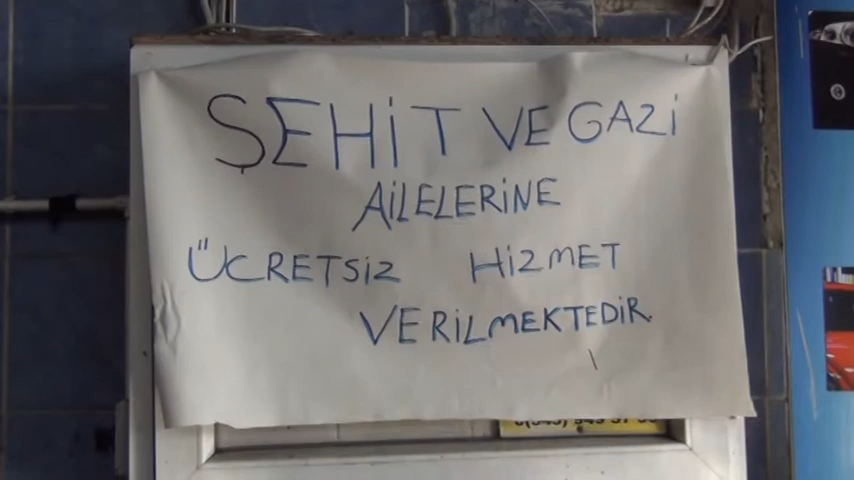 ŞEHİT VE GAZİ
AİLELERİNE
ÜCRETSİZ HİZMET
VERİLMEKTEDİR.